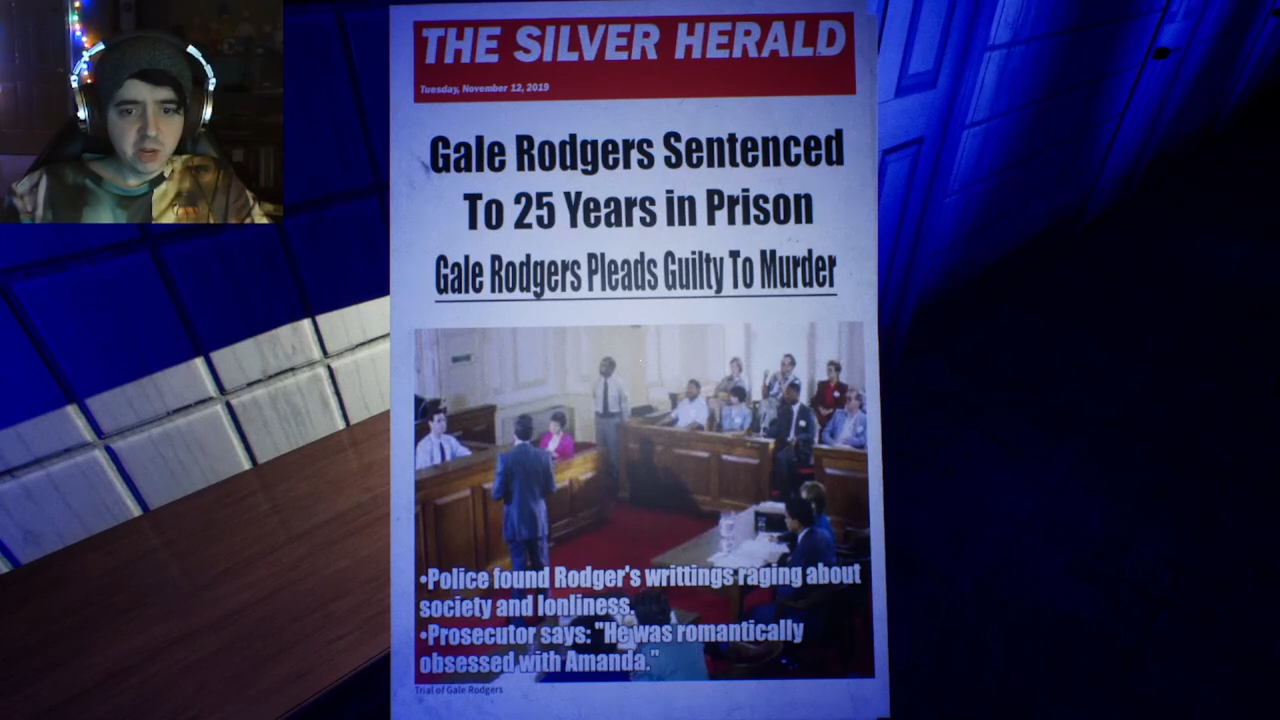 THE SILVER HERALD
Tuesday, November 12, 2019
Gale Rodgers Sentenced
To 25 Years in Prison
Gale Rodgers Pleads Guilty To Murder
•Police found Rodger's writtings raging about
society and lonliness.
•Prosecutor says: "He was romantically
obsessed with Amanda."
Trial of Gale Rodgers